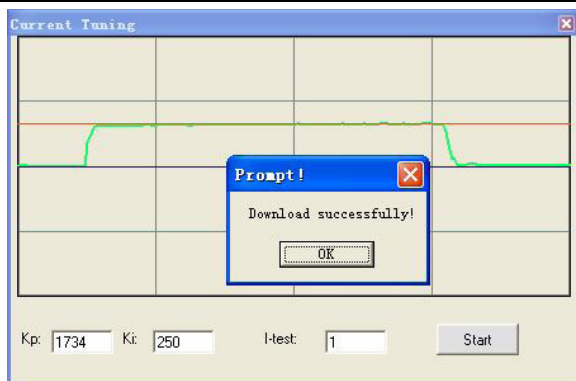 Current Tuning
Prompt!
Download successfully!
OK
Kp: 1734 Ki: 250 I-test: 1 Start